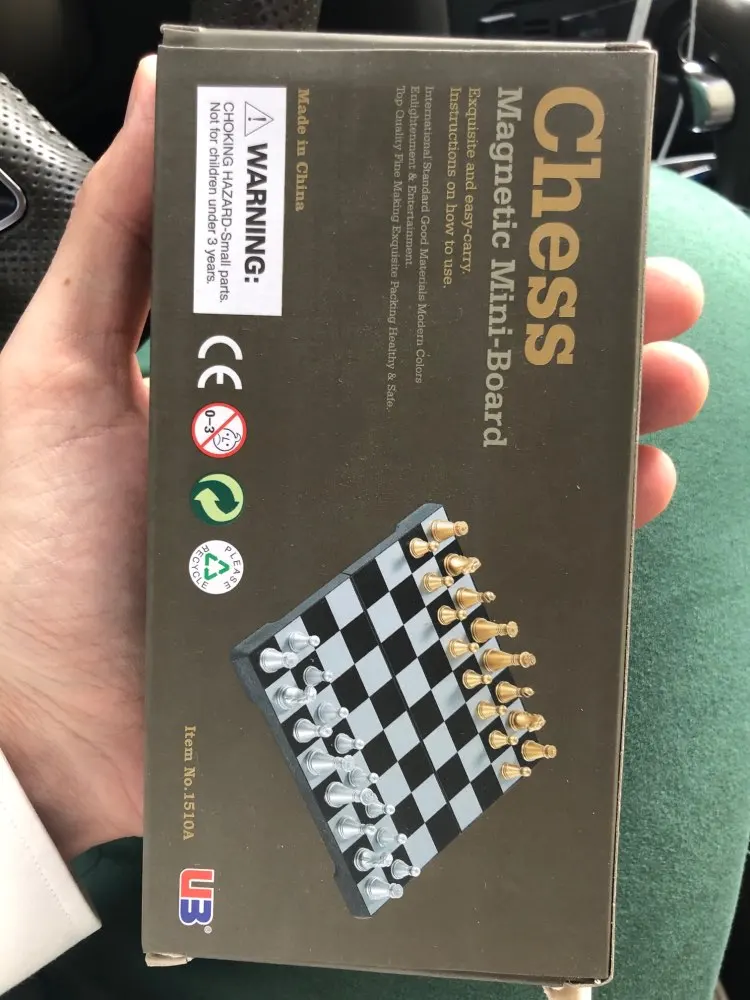 Chess
Magnetic Mini-Board
Exquisite and easy-carry.
Instructions on how to use.
International Standard Good Materials Modern Colors
Enlightenment & Entertainment.
Top Quality Fine Making Exquisite Packing Healthy & Safe.
Made in China
WARNING:
CHOKING HAZARD-Small parts.
Not for children under 3 years.
CE
0-3
PLEASE
RECYCLE
Item No.1510A
UB®